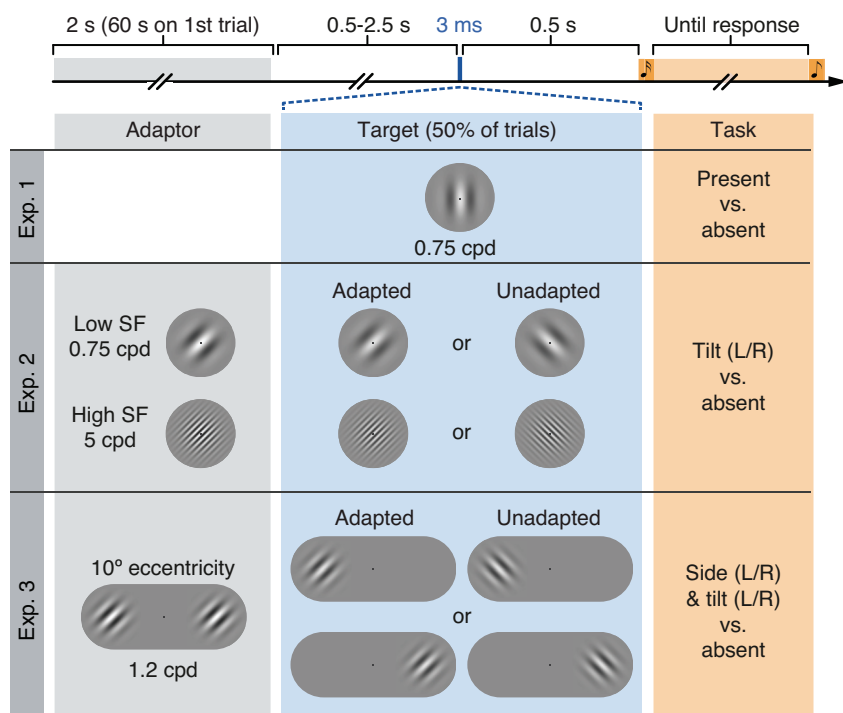 2 s (60 s on 1st trial) 0.5-2.5 s 3 ms 0.5 s Until response
Adaptor Target (50% of trials) Task
Exp. 1
0.75 cpd
Present
vs.
absent
Exp. 2
Low SF
0.75 cpd
High SF
5 cpd
Adapted Unadapted
or
or
Tilt (L/R)
vs.
absent
Exp. 3
10º eccentricity
1.2 cpd
Adapted Unadapted
or
Side (L/R)
& tilt (L/R)
vs.
absent